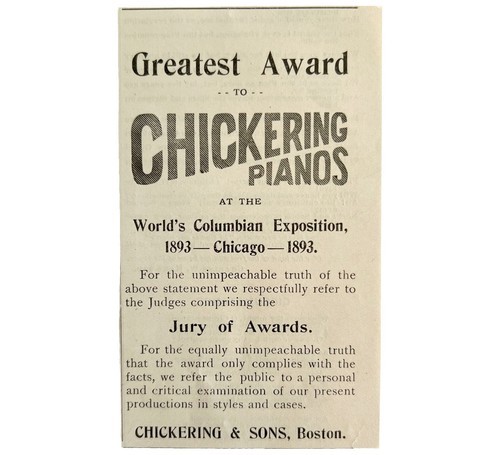 Greatest Award
- - TO - -
CHICKERING
PIANOS
AT THE
World's Columbian Exposition,
1893 — Chicago — 1893.
For the unimpeachable truth of the
above statement we respectfully refer to
the Judges comprising the
Jury of Awards.
For the equally unimpeachable truth
that the award only complies with the
facts, we refer the public to a personal
and critical examination of our present
productions in styles and cases.
CHICKERING & SONS, Boston.